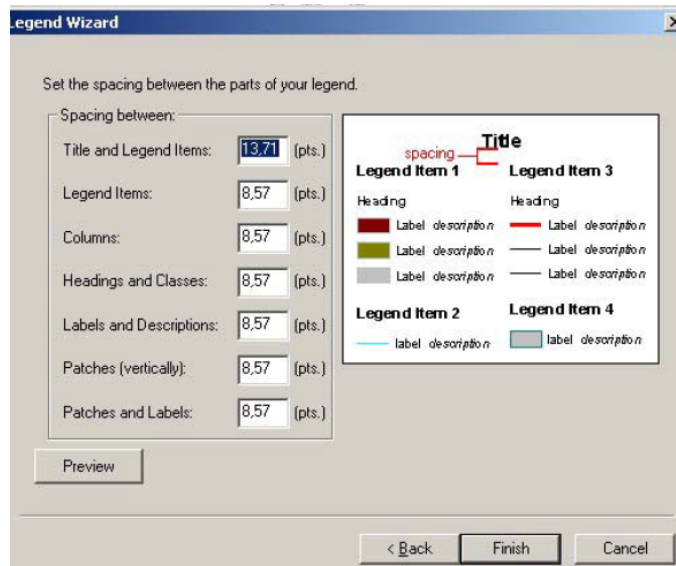 Legend Wizard
Set the spacing between the parts of your legend.
Spacing between:
Title and Legend Items: 13,71 (pts.)
Legend Items: 8,57 (pts.)
Columns: 8,57 (pts.)
Headings and Classes: 8,57 (pts.)
Labels and Descriptions: 8,57 (pts.)
Patches (vertically): 8,57 (pts.)
Patches and Labels: 8,57 (pts.)
Title
spacing
Legend Item 1 Legend Item 3
Heading Heading
Label description Label description
Label description Label description
Label description Label description
Legend Item 2 Legend Item 4
label description label description
Preview
< Back Finish Cancel